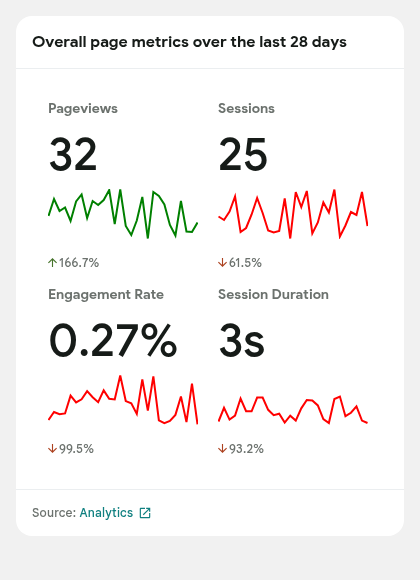 Overall page metrics over the last 28 days
Pageviews
32
166.7%
Sessions
25
61.5%
Engagement Rate
0.27%
99.5%
Session Duration
3s
93.2%
Source: Analytics